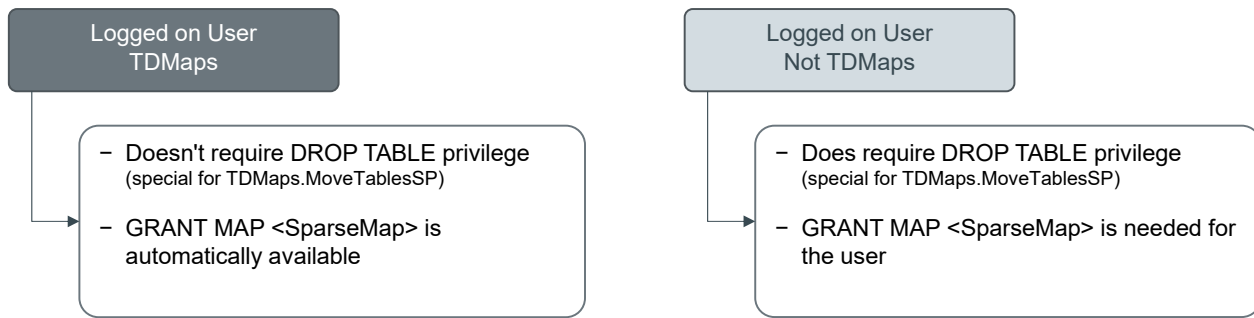 Logged on User
TDMaps
− Doesn't require DROP TABLE privilege
(special for TDMaps.MoveTablesSP)
− GRANT MAP <SparseMap> is
automatically available
Logged on User
Not TDMaps
− Does require DROP TABLE privilege
(special for TDMaps.MoveTablesSP)
− GRANT MAP <SparseMap> is needed for
the user